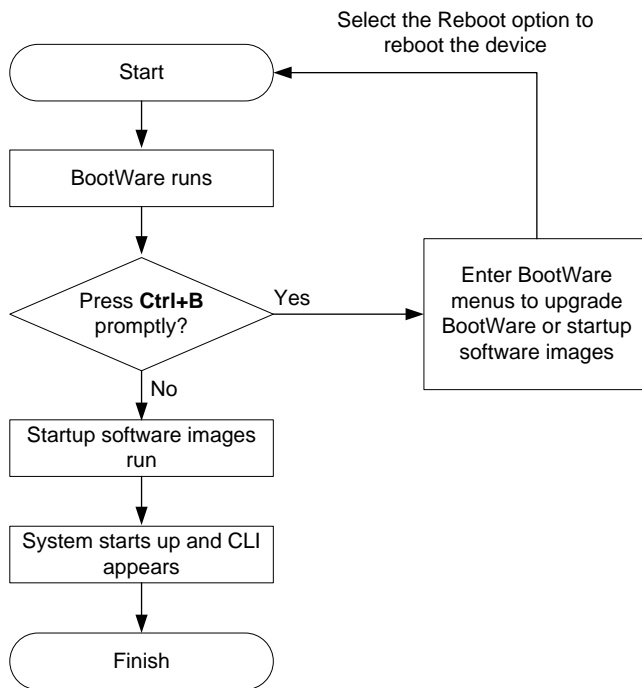 Select the Reboot option to
reboot the device
Start
BootWare runs
Press Ctrl+B
promptly?
Yes
Enter BootWare
menus to upgrade
BootWare or startup
software images
No
Startup software images
run
System starts up and CLI
appears
Finish